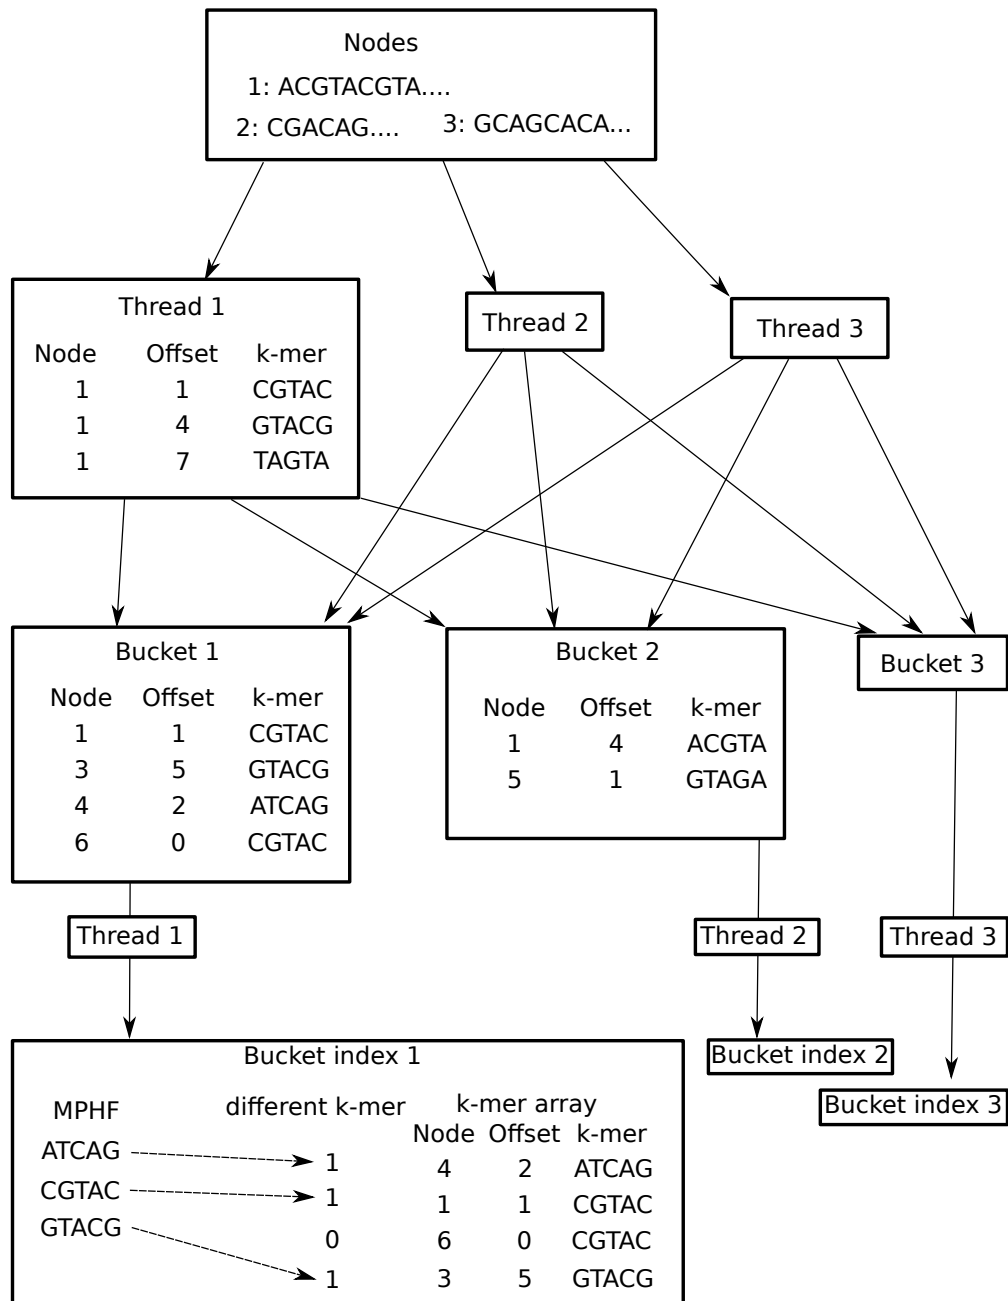 Nodes
1: ACGTACGTA....
2: CGACAG.... 3: GCAGCACA...
Thread 1
Node Offset k-mer
1 1 CGTAC
1 4 GTACG
1 7 TAGTA
Thread 2
Thread 3
Bucket 1
Node Offset k-mer
1 1 CGTAC
3 5 GTACG
4 2 ATCAG
6 0 CGTAC
Bucket 2
Node Offset k-mer
1 4 ACGTA
5 1 GTAGA
Bucket 3
Thread 1
Thread 2
Thread 3
Bucket index 1
MPHF different k-mer k-mer array
Node Offset k-mer
ATCAG 1 4 2 ATCAG
CGTAC 1 1 1 CGTAC
GTACG 0 6 0 CGTAC
1 3 5 GTACG
Bucket index 2
Bucket index 3